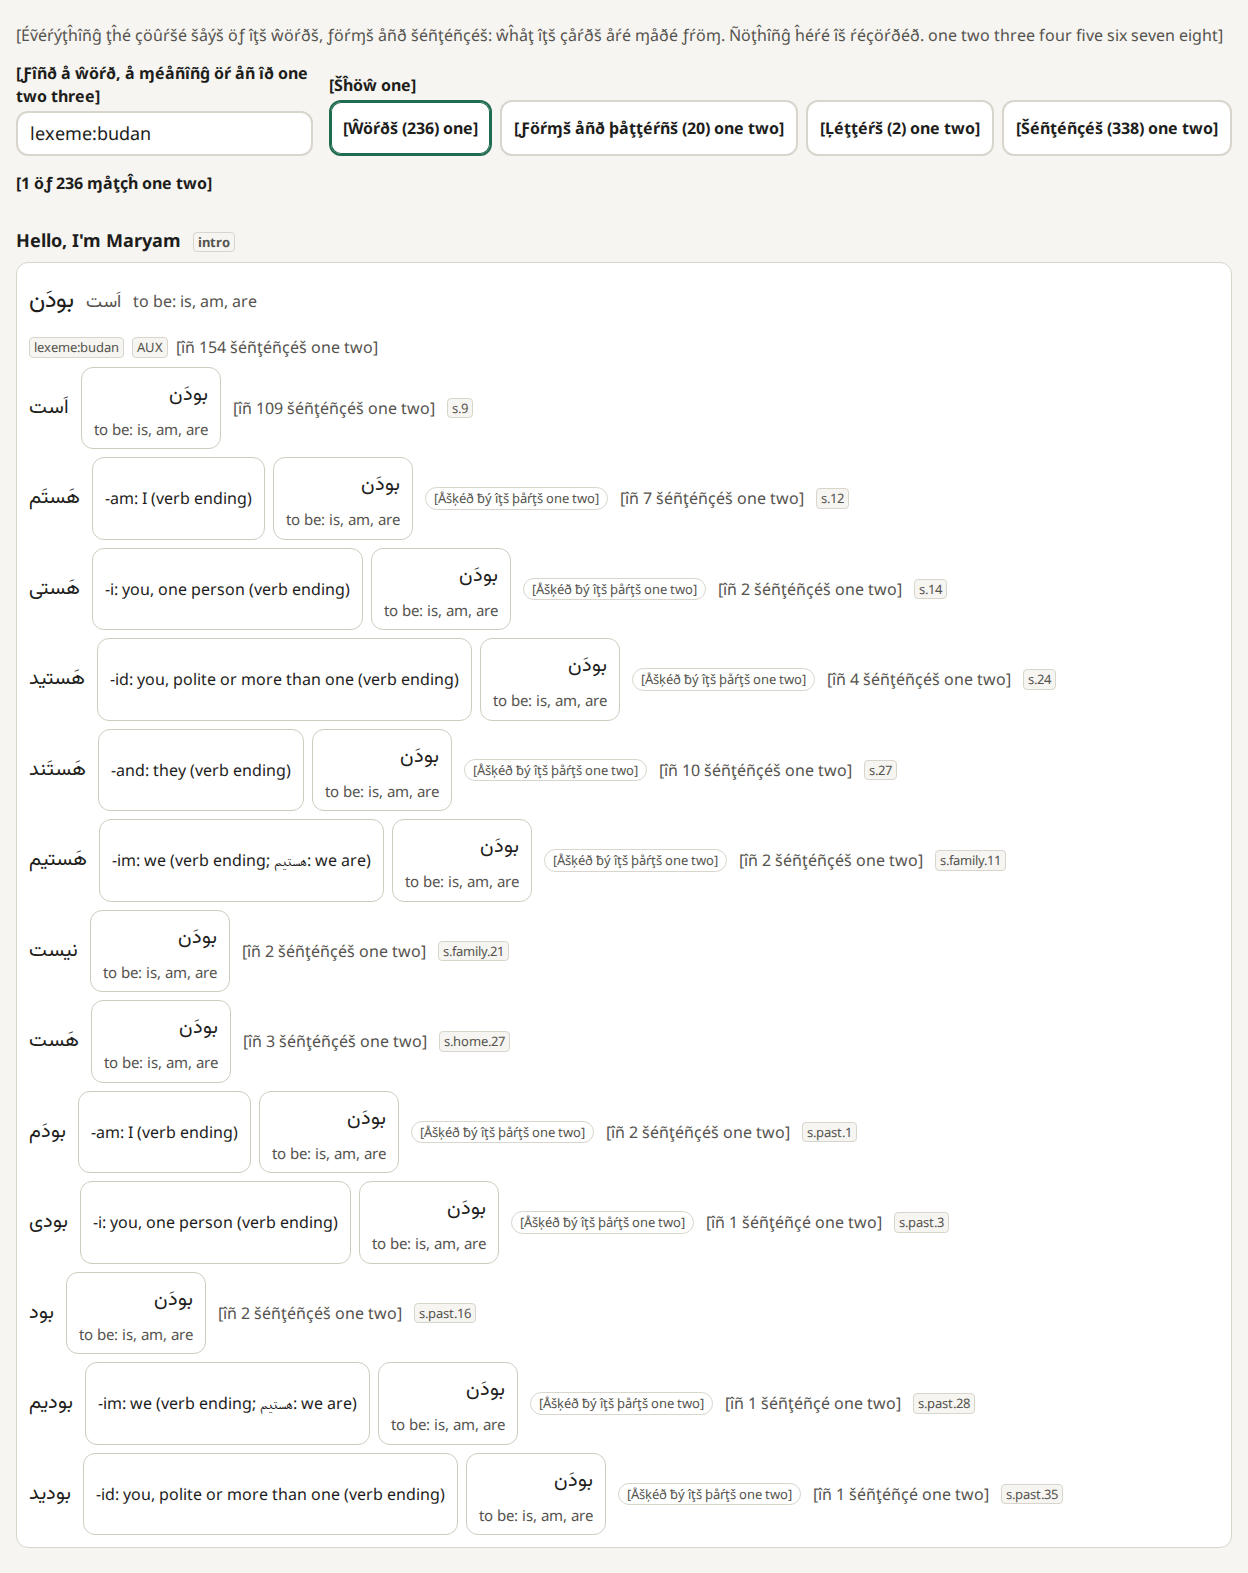 [Év́éŕýţĥîñĝ ţĥé çöûŕšé šåýš öƒ îţš ŵöŕðš, ƒöŕɱš åñð šéñţéñçéš: ŵĥåţ îţš çåŕðš åŕé ɱåðé ƒŕöɱ. Ñöţĥîñĝ ĥéŕé îš ŕéçöŕðéð. one two three four five six seven eight]
[Ƒîñð å ŵöŕð, å ɱéåñîñĝ öŕ åñ îð one two three]
lexeme:budan
[Šĥöŵ one]
[Ŵöŕðš (236) one]
[Ƒöŕɱš åñð þåţţéŕñš (20) one two]
[Ļéţţéŕš (2) one two]
[Šéñţéñçéš (338) one two]
[1 öƒ 236 ɱåţçĥ one two]
Hello, I'm Maryam intro
بودَن اَست to be: is, am, are
lexeme:budan AUX [îñ 154 šéñţéñçéš one two]
اَست بودَن to be: is, am, are [îñ 109 šéñţéñçéš one two] s.9
هَستَم -am: I (verb ending) بودَن to be: is, am, are [Åšķéð ƀý îţš þåŕţš one two] [îñ 7 šéñţéñçéš one two] s.12
هَستی -i: you, one person (verb ending) بودَن to be: is, am, are [Åšķéð ƀý îţš þåŕţš one two] [îñ 2 šéñţéñçéš one two] s.14
هَستید -id: you, polite or more than one (verb ending) بودَن to be: is, am, are [Åšķéð ƀý îţš þåŕţš one two] [îñ 4 šéñţéñçéš one two] s.24
هَستَند -and: they (verb ending) بودَن to be: is, am, are [Åšķéð ƀý îţš þåŕţš one two] [îñ 10 šéñţéñçéš one two] s.27
هَستیم -im: we (verb ending; هستیم: we are) بودَن to be: is, am, are [Åšķéð ƀý îţš þåŕţš one two] [îñ 2 šéñţéñçéš one two] s.family.11
نیست بودَن to be: is, am, are [îñ 2 šéñţéñçéš one two] s.family.21
هَست بودَن to be: is, am, are [îñ 3 šéñţéñçéš one two] s.home.27
بودَم -am: I (verb ending) بودَن to be: is, am, are [Åšķéð ƀý îţš þåŕţš one two] [îñ 2 šéñţéñçéš one two] s.past.1
بودی -i: you, one person (verb ending) بودَن to be: is, am, are [Åšķéð ƀý îţš þåŕţš one two] [îñ 1 šéñţéñçé one two] s.past.3
بود بودَن to be: is, am, are [îñ 2 šéñţéñçéš one two] s.past.16
بودیم -im: we (verb ending; هستیم: we are) بودَن to be: is, am, are [Åšķéð ƀý îţš þåŕţš one two] [îñ 1 šéñţéñçé one two] s.past.28
بودید -id: you, polite or more than one (verb ending) بودَن to be: is, am, are [Åšķéð ƀý îţš þåŕţš one two] [îñ 1 šéñţéñçé one two] s.past.35